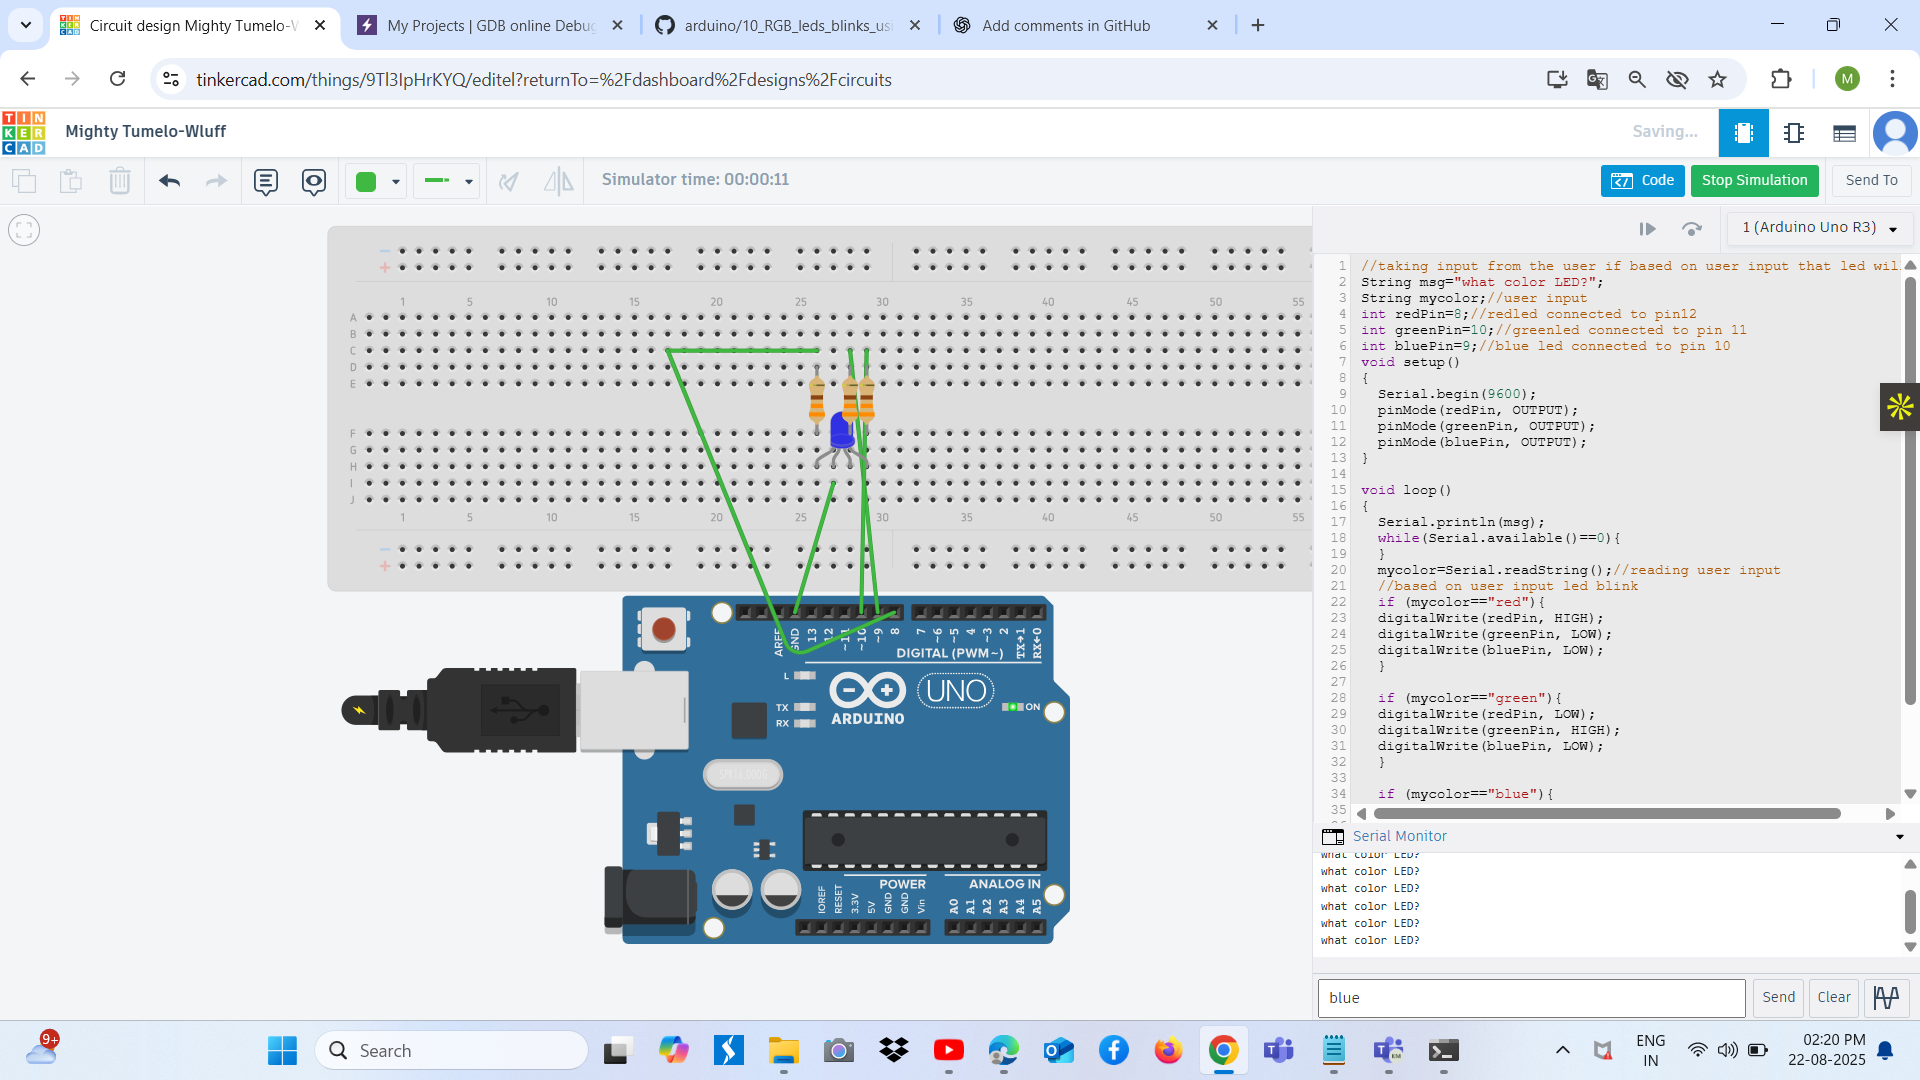 Circuit design Mighty Tumelo-W
My Projects | GDB online Debug
arduino/10_RGB_leds_blinks_usi
Add comments in GitHub
tinkercad.com/things/9Tl3IpHrKYQ/editel?returnTo=%2Fdashboard%2Fdesigns%2Fcircuits
M
TIN
KER
CAD
Mighty Tumelo-Wluff
Saving...
Simulator time: 00:00:11
Code
Stop Simulation
Send To
1 (Arduino Uno R3)
1 5 10 15 20 25 30 35 40 45 50 55
A
B
C
D
E
F
G
H
I
J
1 5 10 15 20 25 30 35 40 45 50 55
AREF
GND
13
12
~11
~10
~9
8
7
~6
~5
4
~3
2
TX→1
RX←0
DIGITAL (PWM~)
L
TX
RX
ARDUINO
UNO
ON
POWER
ANALOG IN
IOREF
RESET
3.3V
5V
GND
GND
Vin
A0
A1
A2
A3
A4
A5
1 //taking input from the user if based on user input that led wil
2 String msg="what color LED?";
3 String mycolor;//user input
4 int redPin=8;//redled connected to pin12
5 int greenPin=10;//greenled connected to pin 11
6 int bluePin=9;//blue led connected to pin 10
7 void setup()
8 {
9 Serial.begin(9600);
10 pinMode(redPin, OUTPUT);
11 pinMode(greenPin, OUTPUT);
12 pinMode(bluePin, OUTPUT);
13 }
14
15 void loop()
16 {
17 Serial.println(msg);
18 while(Serial.available()==0){
19 }
20 mycolor=Serial.readString();//reading user input
21 //based on user input led blink
22 if (mycolor=="red"){
23 digitalWrite(redPin, HIGH);
24 digitalWrite(greenPin, LOW);
25 digitalWrite(bluePin, LOW);
26 }
27
28 if (mycolor=="green"){
29 digitalWrite(redPin, LOW);
30 digitalWrite(greenPin, HIGH);
31 digitalWrite(bluePin, LOW);
32 }
33
34 if (mycolor=="blue"){
35
Serial Monitor
what color LED?
what color LED?
what color LED?
what color LED?
what color LED?
what color LED?
blue
Send
Clear
9+
Search
ENG
IN
02:20 PM
22-08-2025